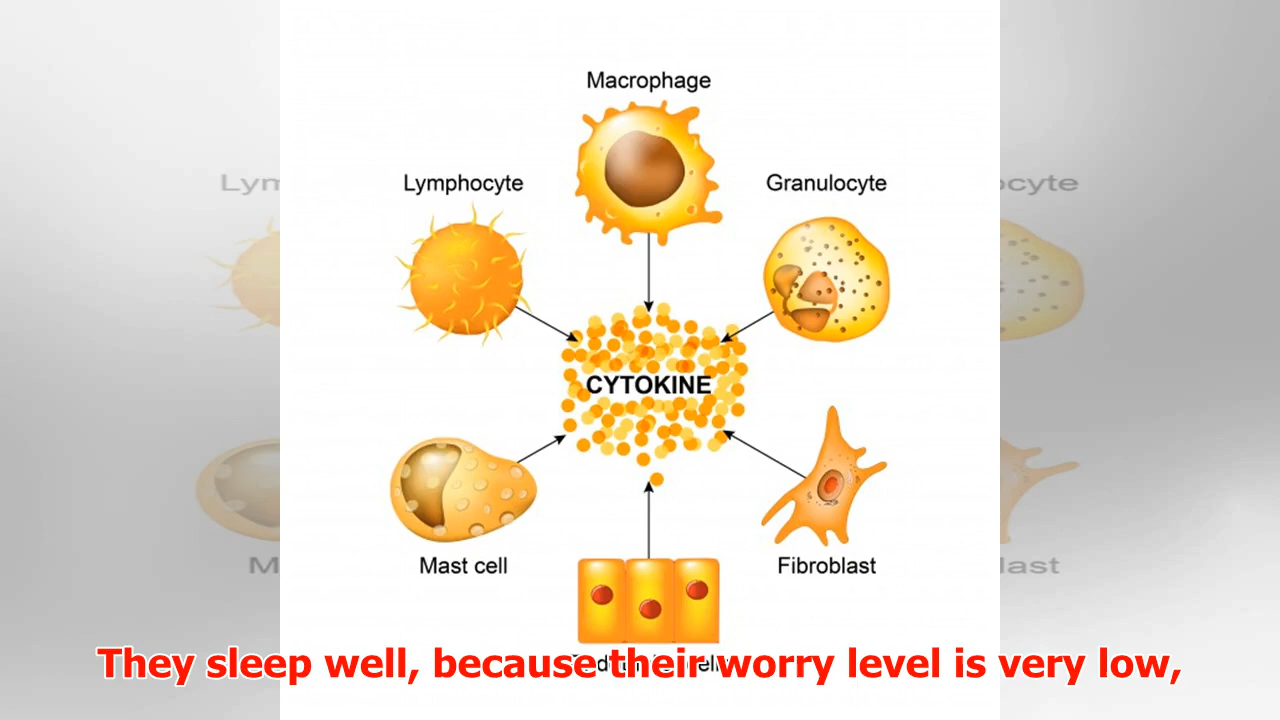 Macrophage
Lymphocyte
Granulocyte
CYTOKINE
Mast cell
Fibroblast
They sleep well, because their worry level is very low,